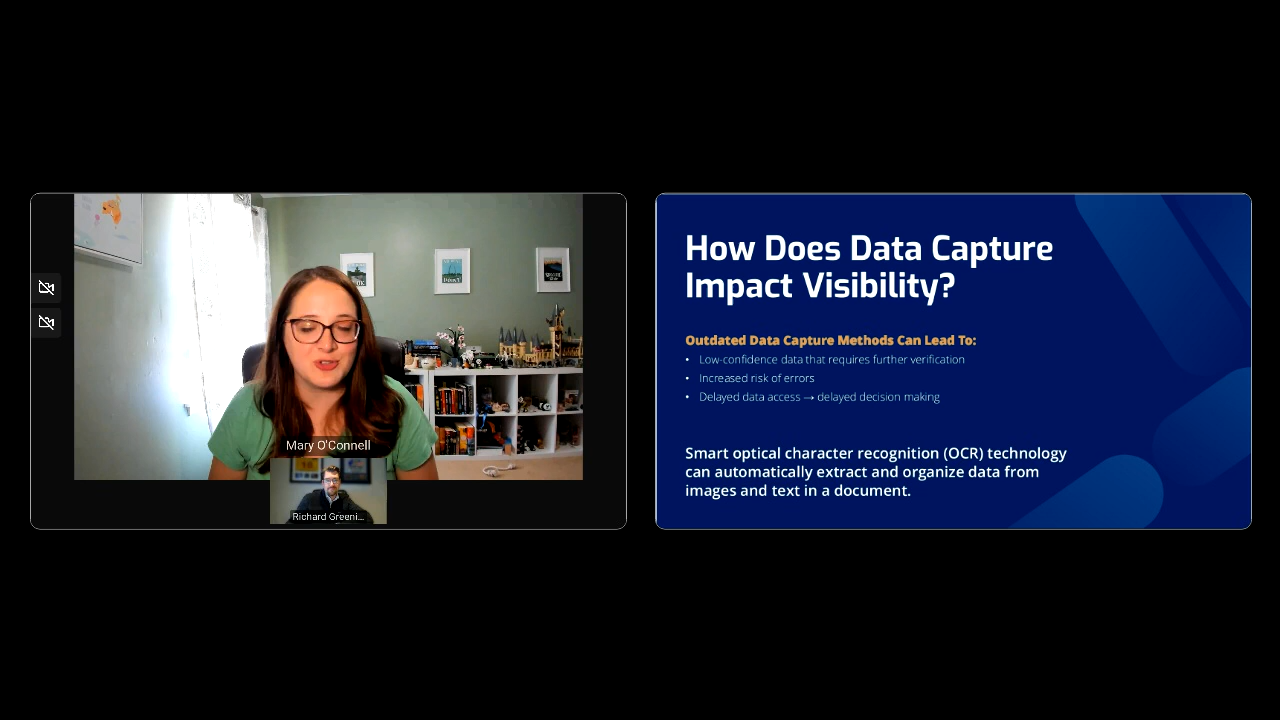 Mary O'Connell
Richard Greeni...
How Does Data Capture
Impact Visibility?
Outdated Data Capture Methods Can Lead To:
• Low-confidence data that requires further verification
• Increased risk of errors
• Delayed data access → delayed decision making
Smart optical character recognition (OCR) technology
can automatically extract and organize data from
images and text in a document.